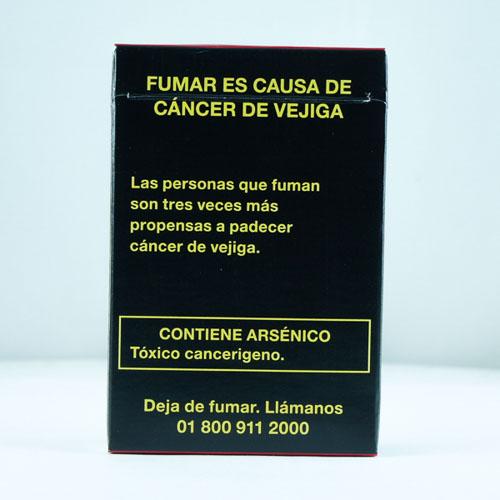 FUMAR ES CAUSA DE
CÁNCER DE VEJIGA
Las personas que fuman
son tres veces más
propensas a padecer
cáncer de vejiga.
CONTIENE ARSÉNICO
Tóxico cancerigeno.
Deja de fumar. Llámanos
01 800 911 2000